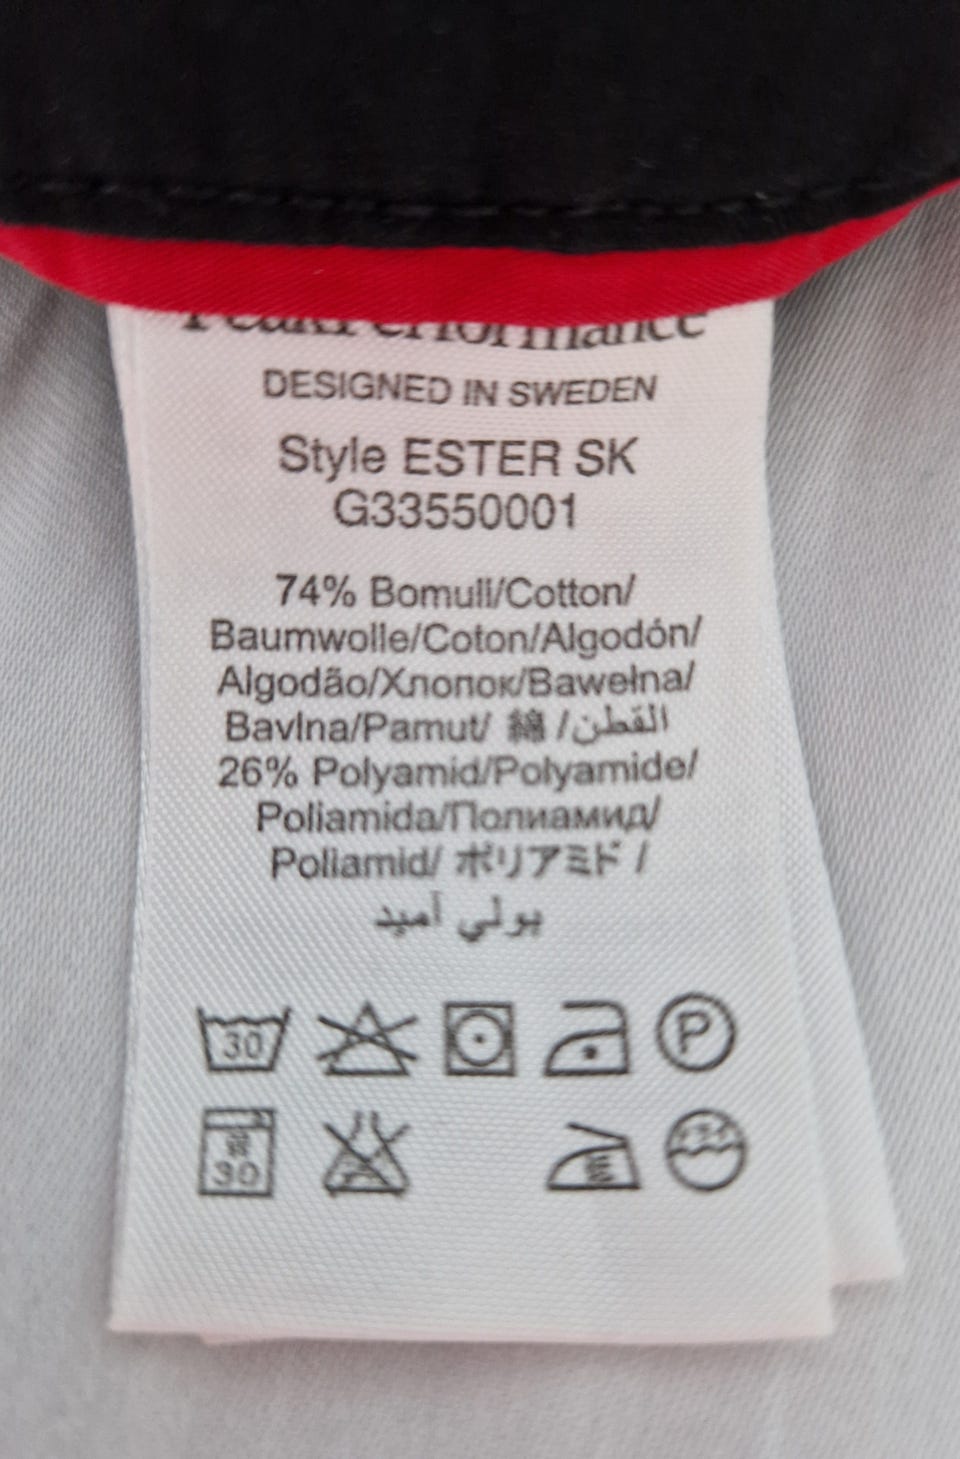 PeakPerformance
DESIGNED IN SWEDEN
Style ESTER SK
G33550001
74% Bomull/Cotton/
Baumwolle/Coton/Algodón/
Algodão/Хлопок/Bawełna/
Bavlna/Pamut/ 綿 /القطن
26% Polyamid/Polyamide/
Poliamida/Полиамид/
Poliamid/ ポリアミド /
بولي أميد
30 P
30